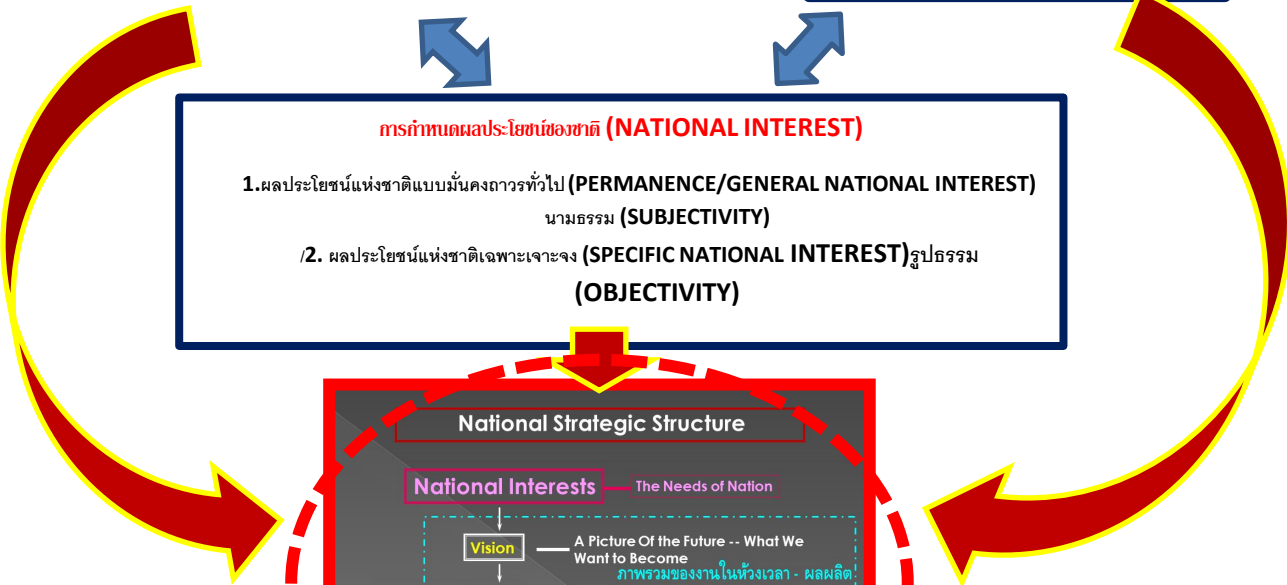 การกำหนดผลประโยชน์ของชาติ (NATIONAL INTEREST)
1.ผลประโยชน์แห่งชาติแบบมั่นคงถาวรทั่วไป (PERMANENCE/GENERAL NATIONAL INTEREST)
นามธรรม (SUBJECTIVITY)
/2. ผลประโยชน์แห่งชาติเฉพาะเจาะจง (SPECIFIC NATIONAL INTEREST)รูปธรรม
(OBJECTIVITY)
National Strategic Structure
National Interests The Needs of Nation
Vision A Picture Of the Future -- What We
Want to Become
ภาพรวมของงานในห้วงเวลา - ผลผลิต